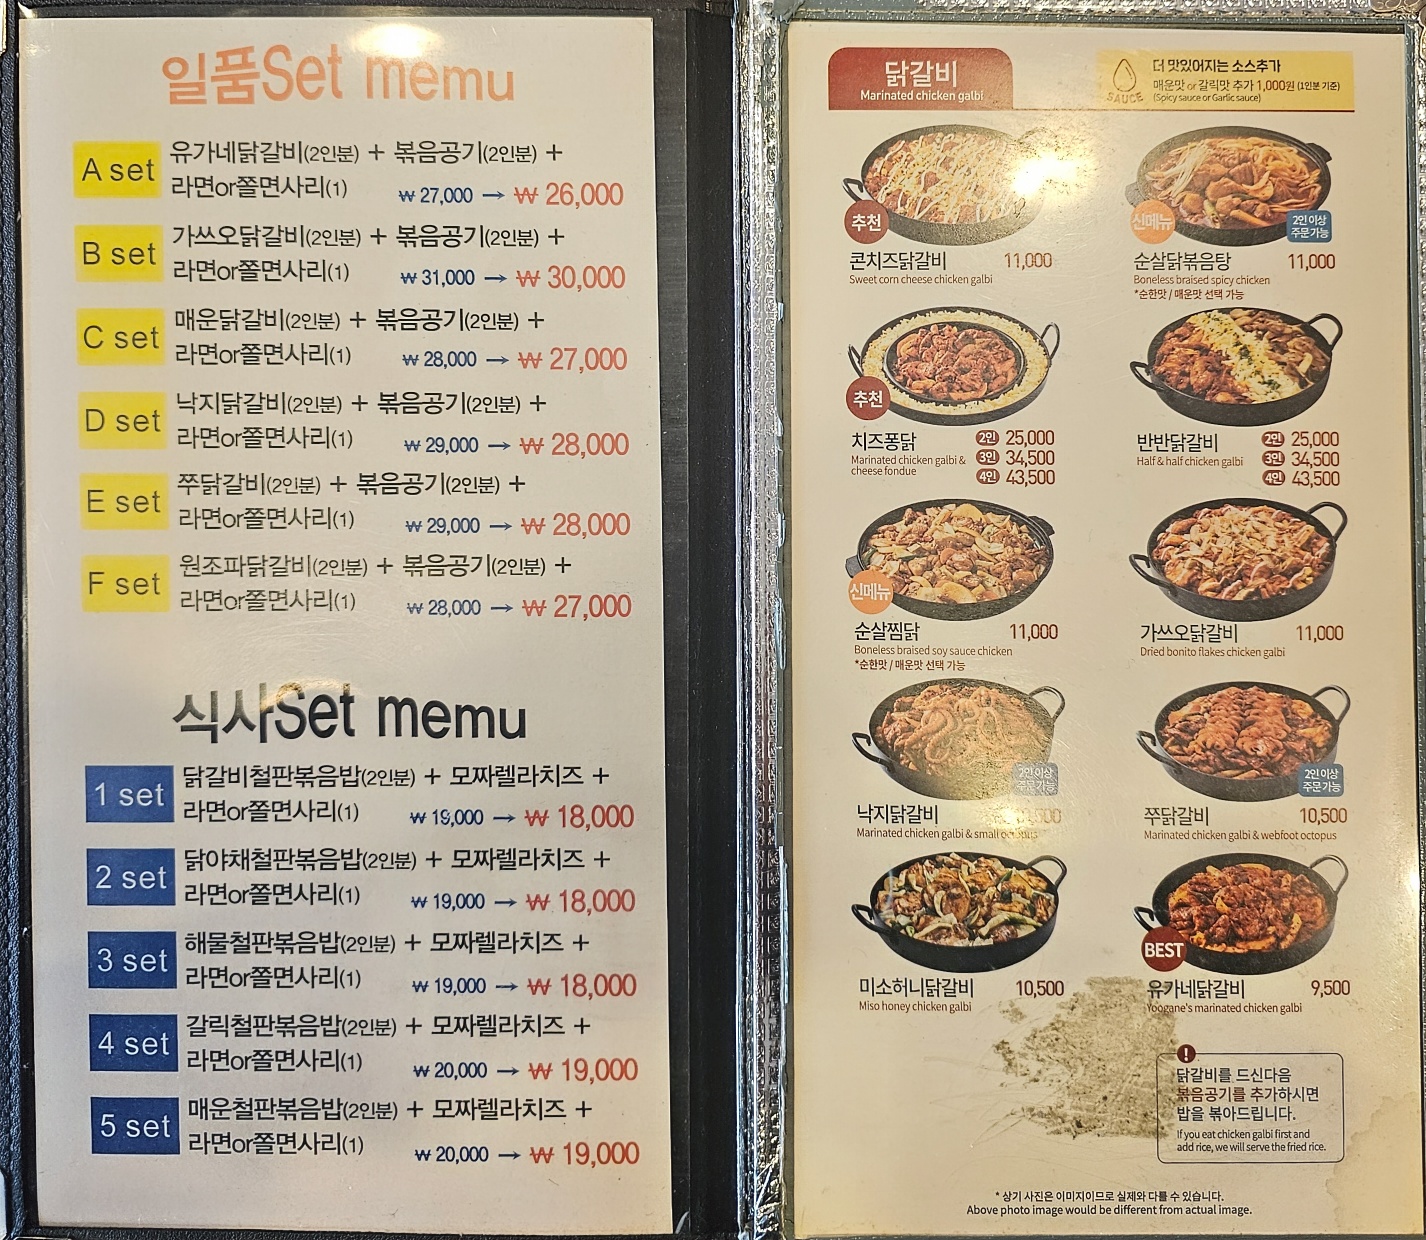 일품Set memu
A set
유가네닭갈비(2인분) + 볶음공기(2인분) +
라면or쫄면사리(1)
₩ 27,000 → ₩ 26,000
B set
가쓰오닭갈비(2인분) + 볶음공기(2인분) +
라면or쫄면사리(1)
₩ 31,000 → ₩ 30,000
C set
매운닭갈비(2인분) + 볶음공기(2인분) +
라면or쫄면사리(1)
₩ 28,000 → ₩ 27,000
D set
낙지닭갈비(2인분) + 볶음공기(2인분) +
라면or쫄면사리(1)
₩ 29,000 → ₩ 28,000
E set
쭈닭갈비(2인분) + 볶음공기(2인분) +
라면or쫄면사리(1)
₩ 29,000 → ₩ 28,000
F set
원조파닭갈비(2인분) + 볶음공기(2인분) +
라면or쫄면사리(1)
₩ 28,000 → ₩ 27,000
식사Set memu
1 set
닭갈비철판볶음밥(2인분) + 모짜렐라치즈 +
라면or쫄면사리(1)
₩ 19,000 → ₩ 18,000
2 set
닭야채철판볶음밥(2인분) + 모짜렐라치즈 +
라면or쫄면사리(1)
₩ 19,000 → ₩ 18,000
3 set
해물철판볶음밥(2인분) + 모짜렐라치즈 +
라면or쫄면사리(1)
₩ 19,000 → ₩ 18,000
4 set
갈릭철판볶음밥(2인분) + 모짜렐라치즈 +
라면or쫄면사리(1)
₩ 20,000 → ₩ 19,000
5 set
매운철판볶음밥(2인분) + 모짜렐라치즈 +
라면or쫄면사리(1)
₩ 20,000 → ₩ 19,000
닭갈비
Marinated chicken galbi
SAUCE
더 맛있어지는 소스추가
매운맛 or 갈릭맛 추가 1,000원 (1인분 기준)
(Spicy sauce or Garlic sauce)
추천
콘치즈닭갈비 11,000
Sweet corn cheese chicken galbi
신메뉴
2인 이상
주문 가능
순살닭볶음탕 11,000
Boneless braised spicy chicken
*순한맛 / 매운맛 선택 가능
추천
치즈퐁닭
Marinated chicken galbi &
cheese fondue
2인 25,000
3인 34,500
4인 43,500
반반닭갈비
Half & half chicken galbi
2인 25,000
3인 34,500
4인 43,500
신메뉴
순살찜닭 11,000
Boneless braised soy sauce chicken
*순한맛 / 매운맛 선택 가능
가쓰오닭갈비 11,000
Dried bonito flakes chicken galbi
2인 이상
주문 가능
낙지닭갈비
Marinated chicken galbi & small octopus
2인 이상
주문 가능
쭈닭갈비 10,500
Marinated chicken galbi & webfoot octopus
미소허니닭갈비 10,500
Miso honey chicken galbi
BEST
유가네닭갈비 9,500
Yoogane's marinated chicken galbi
!
닭갈비를 드신다음
볶음공기를 추가하시면
밥을 볶아드립니다.
If you eat chicken galbi first and
add rice, we will serve the fried rice.
* 상기 사진은 이미지이므로 실제와 다를 수 있습니다.
Above photo image would be different from actual image.